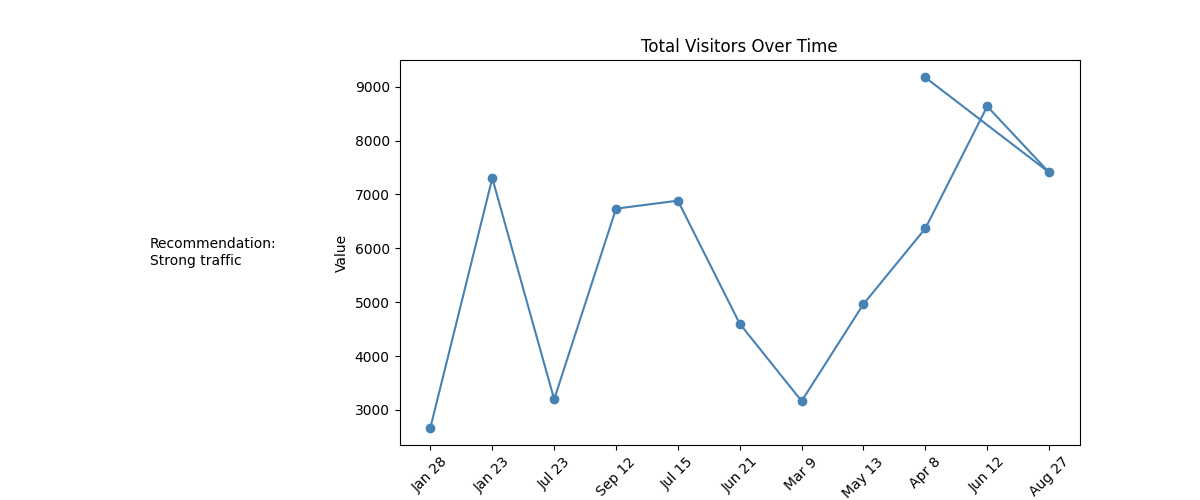 Total Visitors Over Time
Recommendation:
Strong traffic
Value
9000
8000
7000
6000
5000
4000
3000
Jan 28
Jan 23
Jul 23
Sep 12
Jul 15
Jun 21
Mar 9
May 13
Apr 8
Jun 12
Aug 27